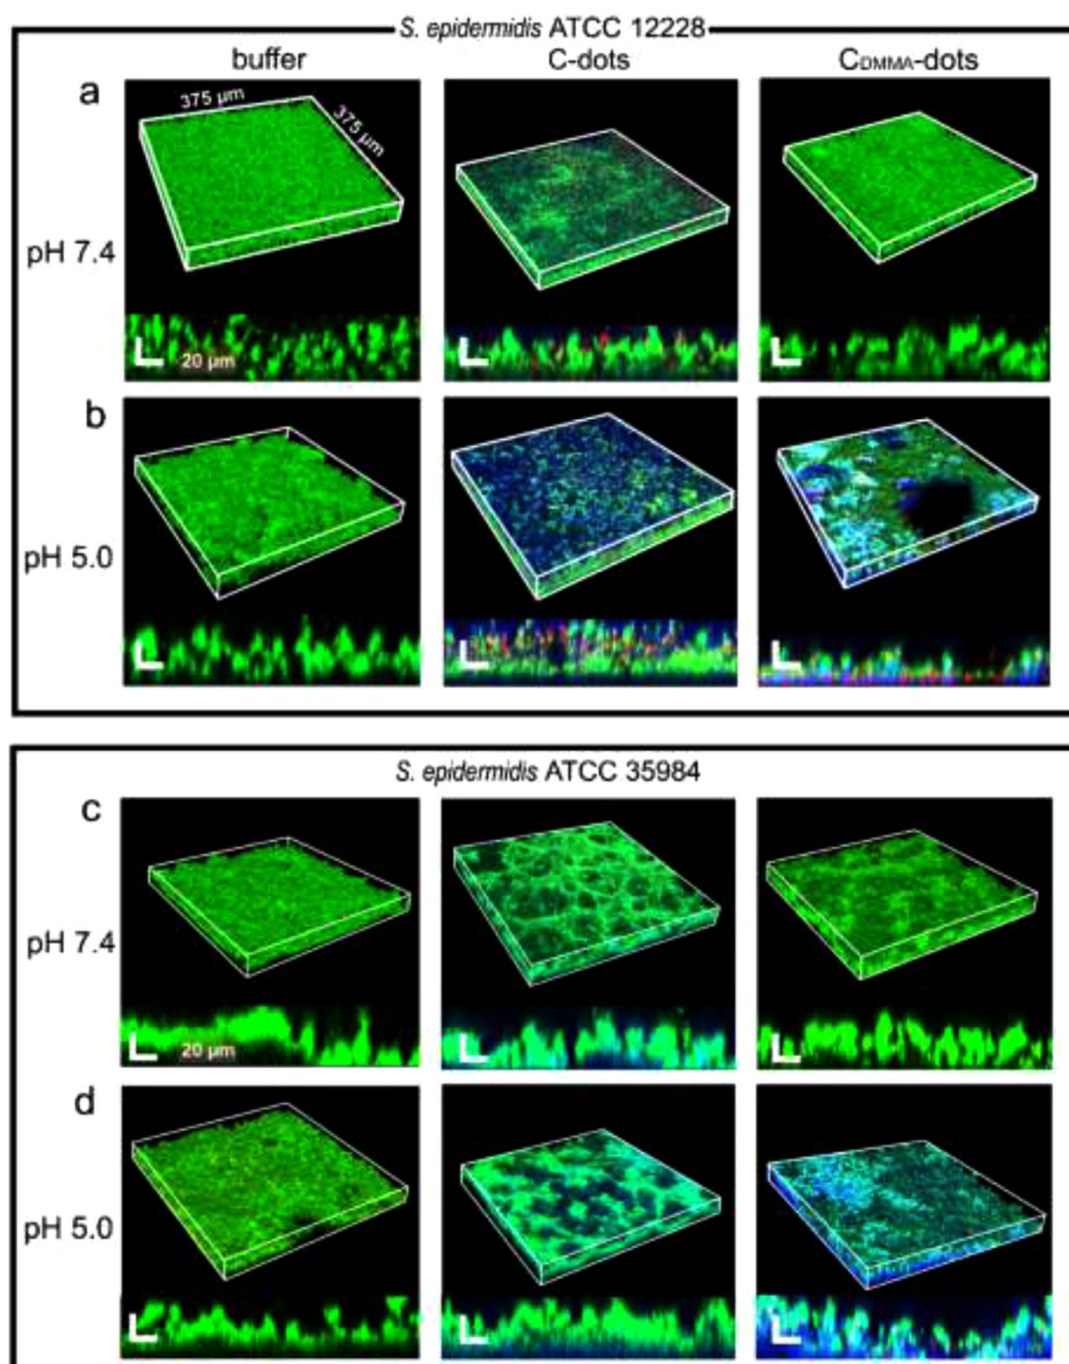 S. epidermidis ATCC 12228
buffer C-dots CDMMA-dots
a
375 µm 375 µm
pH 7.4
20 µm
b
pH 5.0
S. epidermidis ATCC 35984
c
pH 7.4
20 µm
d
pH 5.0